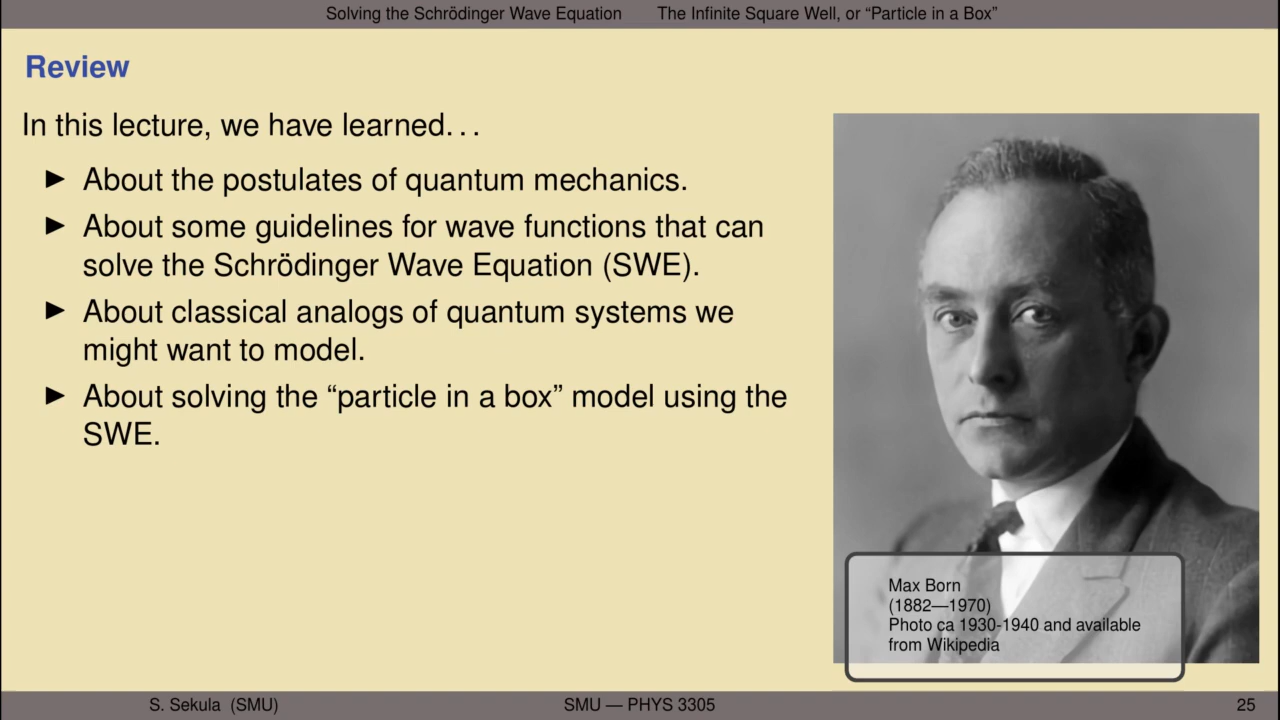 Solving the Schrödinger Wave Equation The Infinite Square Well, or “Particle in a Box”
Review
In this lecture, we have learned. . .
► About the postulates of quantum mechanics.
► About some guidelines for wave functions that can
solve the Schrödinger Wave Equation (SWE).
► About classical analogs of quantum systems we
might want to model.
► About solving the “particle in a box” model using the
SWE.
Max Born
(1882—1970)
Photo ca 1930-1940 and available
from Wikipedia
S. Sekula (SMU) SMU — PHYS 3305 25